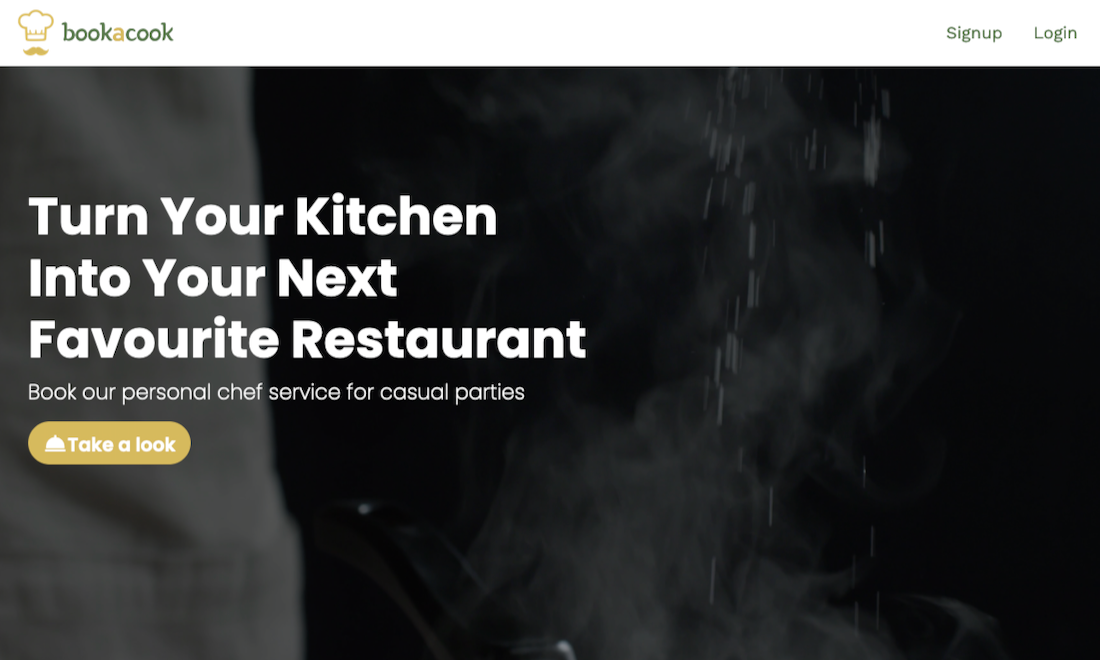 bookacook
Signup
Login
Turn Your Kitchen
Into Your Next
Favourite Restaurant
Book our personal chef service for casual parties
Take a look